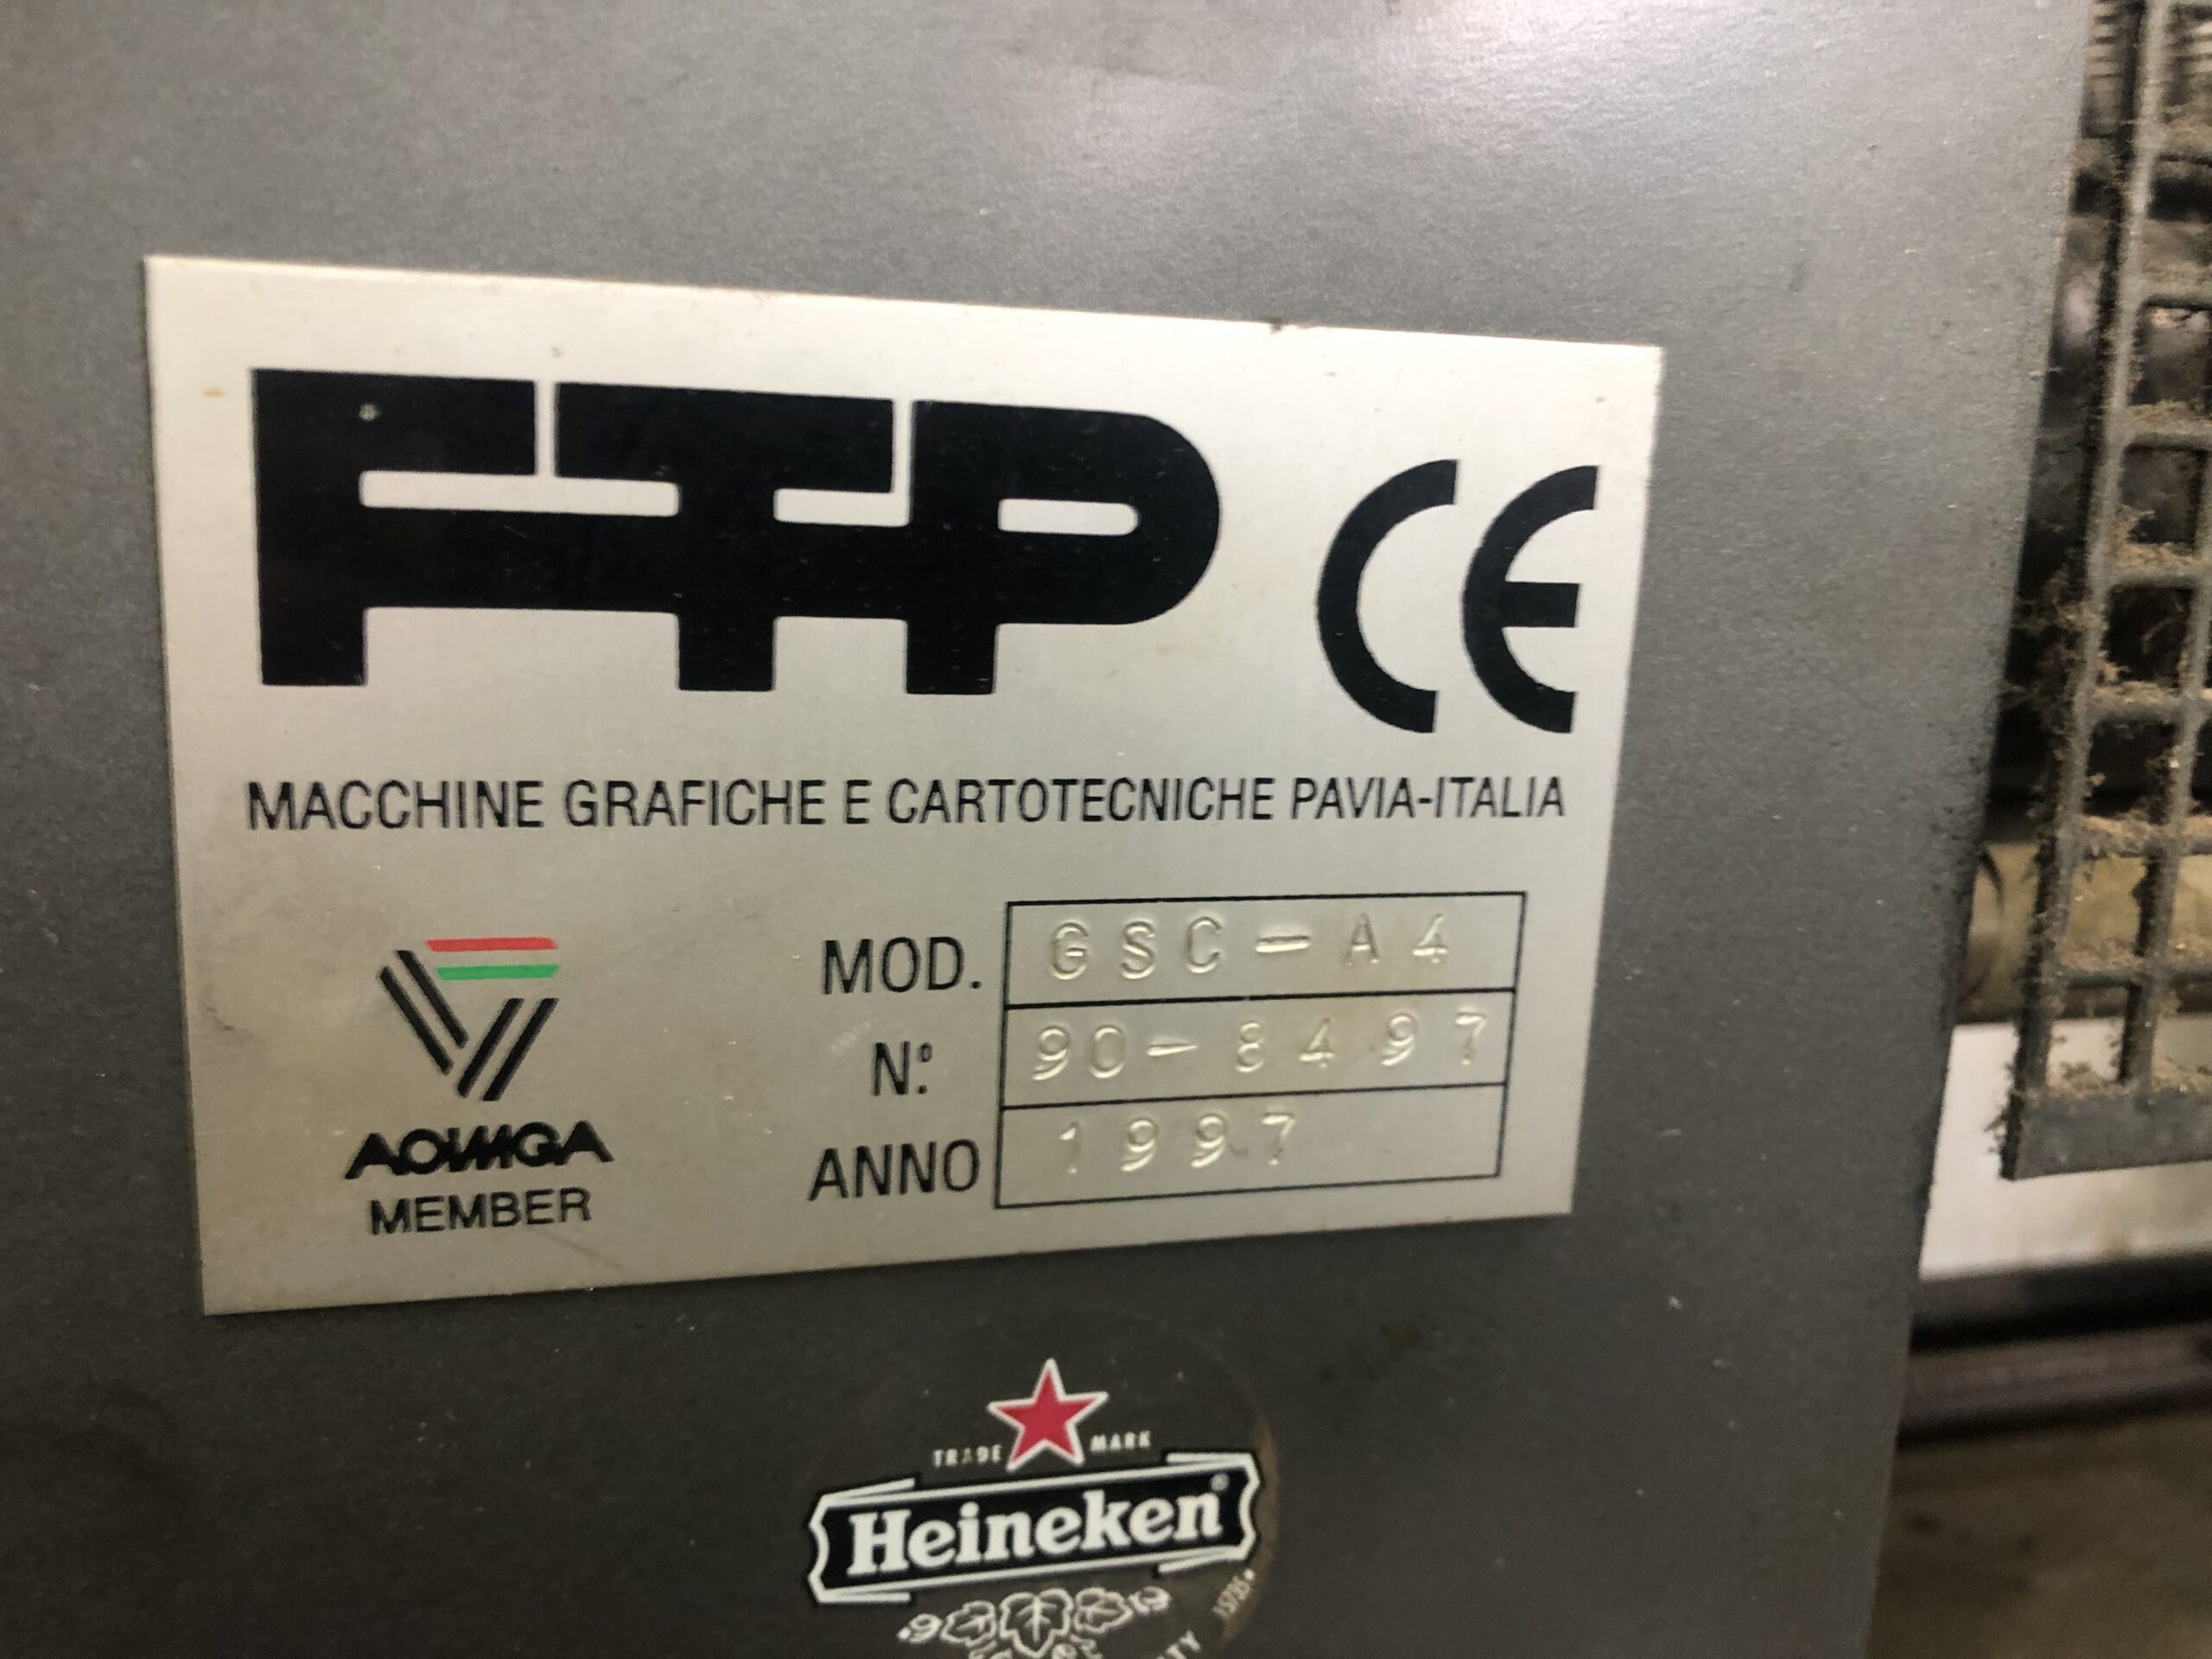 FTP CE
MACCHINE GRAFICHE E CARTOTECNICHE PAVIA-ITALIA
MOD. GSC-A4
N.º 90-8497
ANNO 1997
ACIMGA
MEMBER
TRADE MARK
Heineken®